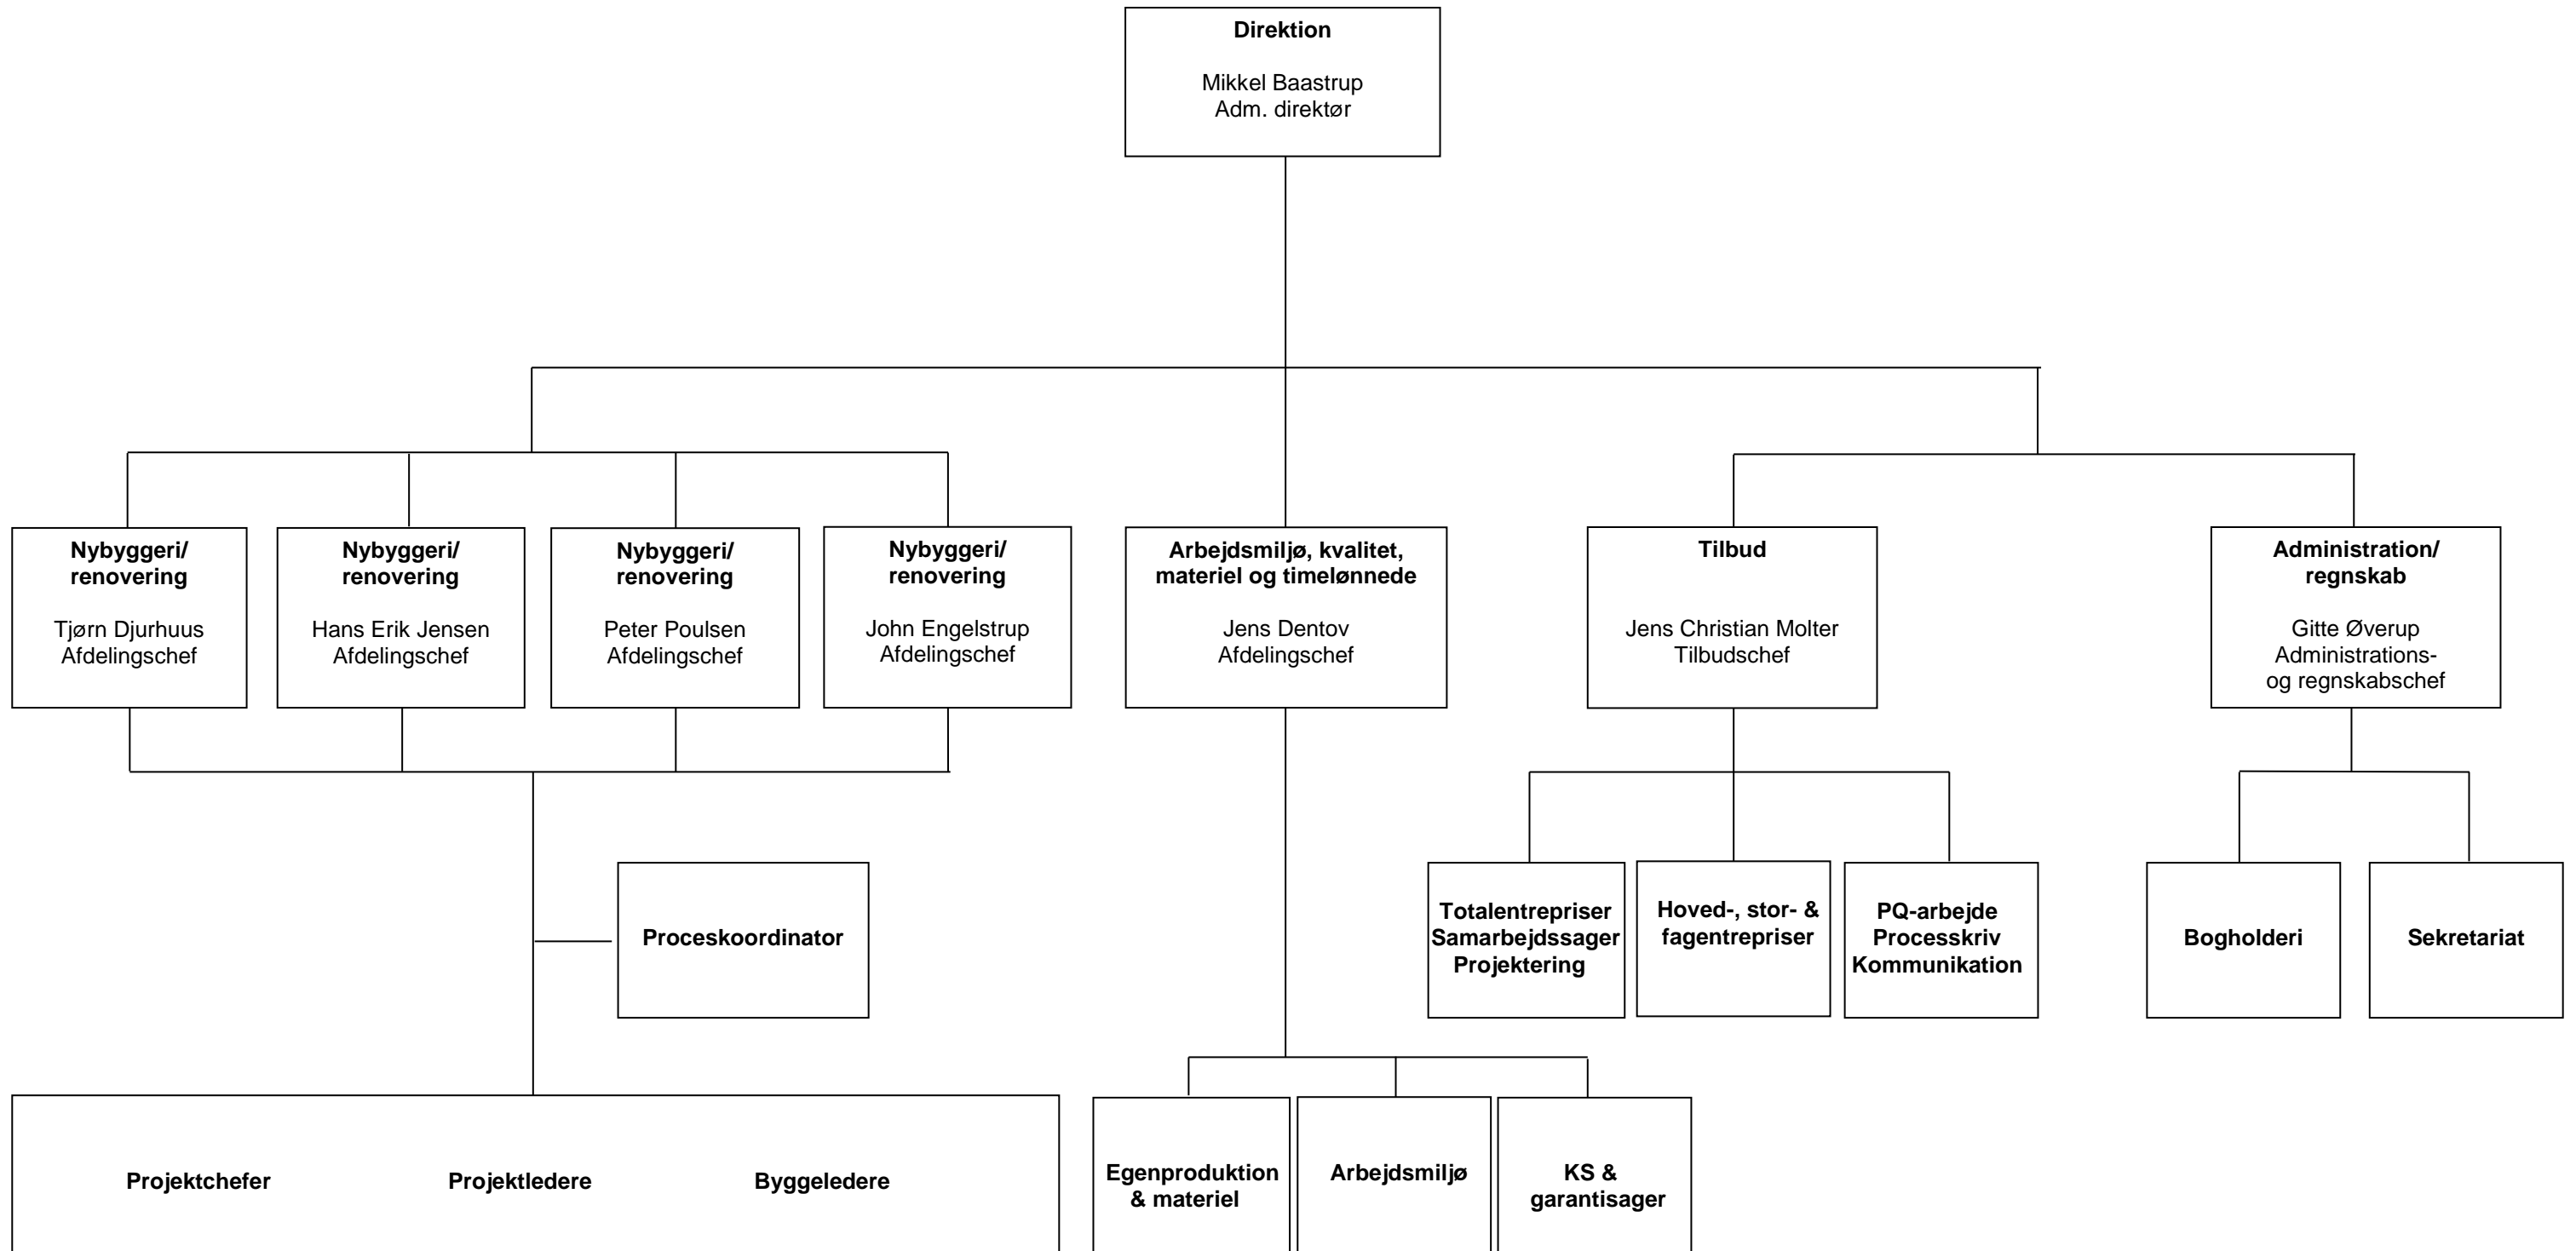 Direktion
Mikkel Baastrup
Adm. direktør
Nybyggeri/
renovering
Tjørn Djurhuus
Afdelingschef
Nybyggeri/
renovering
Hans Erik Jensen
Afdelingschef
Nybyggeri/
renovering
Peter Poulsen
Afdelingschef
Nybyggeri/
renovering
John Engelstrup
Afdelingschef
Arbejdsmiljø, kvalitet,
materiel og timelønnede
Jens Dentov
Afdelingschef
Tilbud
Jens Christian Molter
Tilbudschef
Administration/
regnskab
Gitte Øverup
Administrations-
og regnskabschef
Proceskoordinator
Totalentrepriser
Samarbejdssager
Projektering
Hoved-, stor- &
fagentrepriser
PQ-arbejde
Processkriv
Kommunikation
Bogholderi
Sekretariat
Projektchefer
Projektledere
Byggeledere
Egenproduktion
& materiel
Arbejdsmiljø
KS &
garantisager